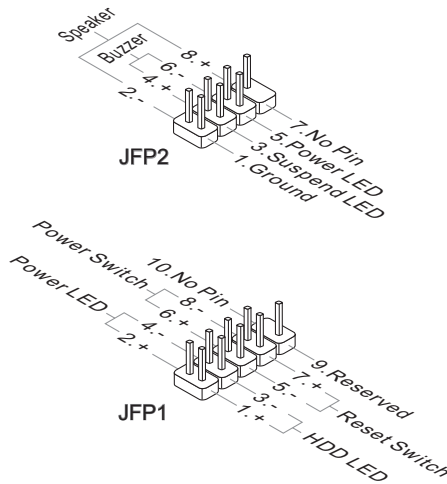 Speaker
Buzzer
8.+
6.-
4.+
2.-
7.No Pin
5.Power LED
3.Suspend LED
1.Ground
JFP2
Power Switch
Power LED
10.No Pin
8.-
6.+
4.-
2.+
9.Reserved
7.+
5.-
3.-
1.+
Reset Switch
HDD LED
JFP1